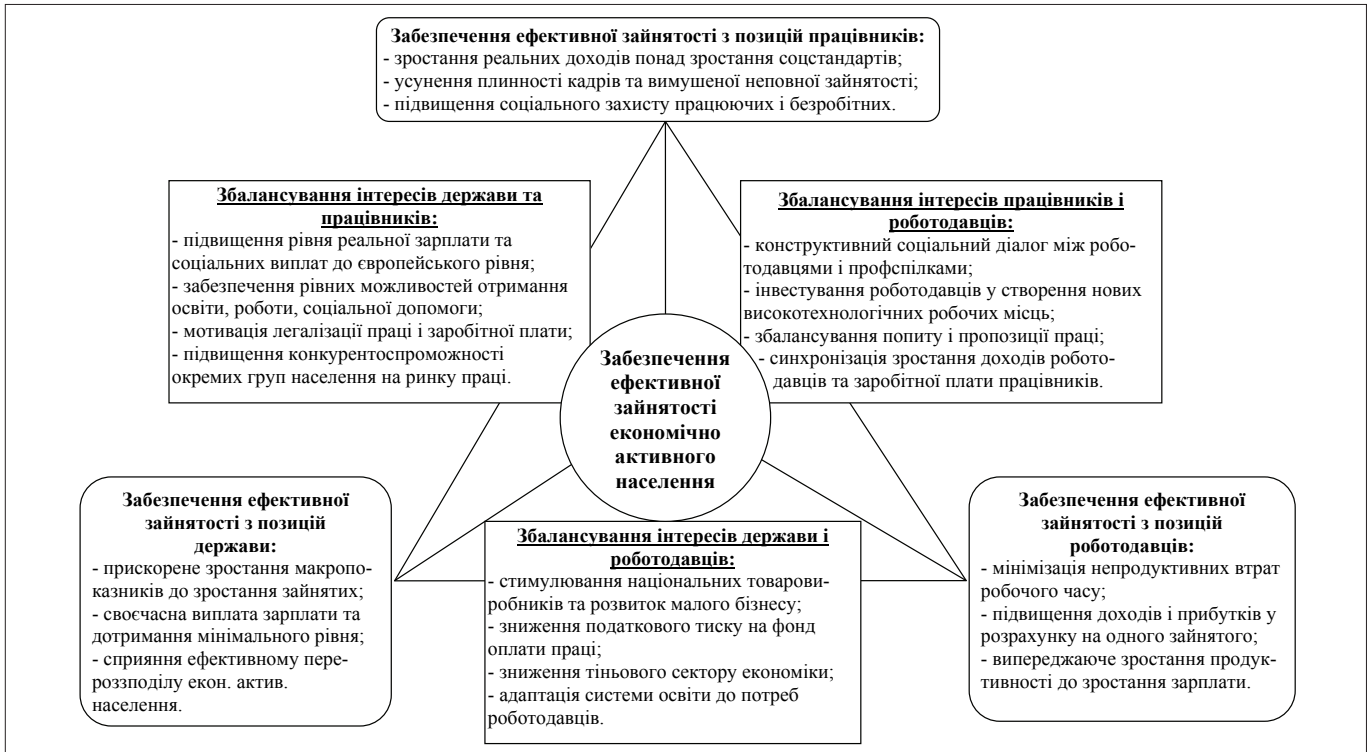 Забезпечення ефективної зайнятості з позицій працівників:
- зростання реальних доходів понад зростання соцстандартів;
- усунення плинності кадрів та вимушеної неповної зайнятості;
- підвищення соціального захисту працюючих і безробітних.
Збалансування інтересів держави та
працівників:
- підвищення рівня реальної зарплати та
соціальних виплат до європейського рівня;
- забезпечення рівних можливостей отримання
освіти, роботи, соціальної допомоги;
- мотивація легалізації праці і заробітної плати;
- підвищення конкурентоспроможності
окремих груп населення на ринку праці.
Збалансування інтересів працівників і
роботодавців:
- конструктивний соціальний діалог між робо-
тодавцями і профспілками;
- інвестування роботодавців у створення нових
високотехнологічних робочих місць;
- збалансування попиту і пропозиції праці;
- синхронізація зростання доходів робото-
давців та заробітної плати працівників.
Забезпечення
ефективної
зайнятості
економічно
активного
населення
Забезпечення ефективної
зайнятості з позицій
держави:
- прискорене зростання макропо-
казників до зростання зайнятих;
- своєчасна виплата зарплати та
дотримання мінімального рівня;
- сприяння ефективному пере-
роззподілу екон. актив.
населення.
Збалансування інтересів держави і
роботодавців:
- стимулювання національних товарови-
робників та розвиток малого бізнесу;
- зниження податкового тиску на фонд
оплати праці;
- зниження тіньового сектору економіки;
- адаптація системи освіти до потреб
роботодавців.
Забезпечення ефективної
зайнятості з позицій
роботодавців:
- мінімізація непродуктивних втрат
робочого часу;
- підвищення доходів і прибутків у
розрахунку на одного зайнятого;
- випереджаюче зростання продук-
тивності до зростання зарплати.